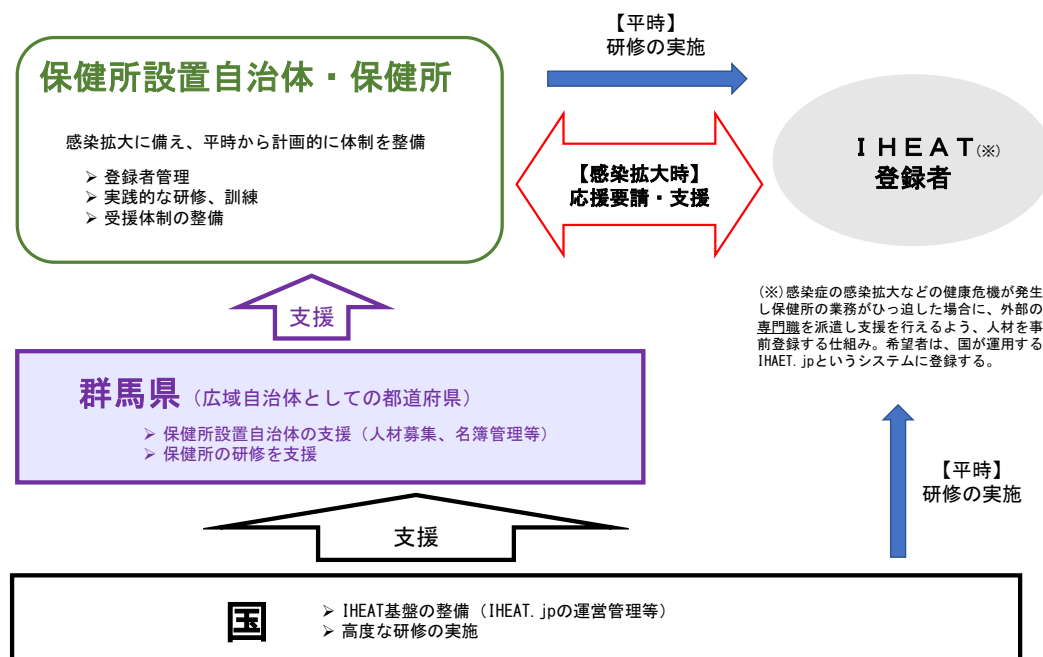 【平時】
研修の実施
保健所設置自治体・保健所
感染拡大に備え、平時から計画的に体制を整備
➢ 登録者管理
➢ 実践的な研修、訓練
➢ 受援体制の整備
【感染拡大時】
応援要請・支援
ＩＨＥＡＴ(※)
登録者
(※)感染症の感染拡大などの健康危機が発生
し保健所の業務がひっ迫した場合に、外部の
専門職を派遣し支援を行えるよう、人材を事
前登録する仕組み。希望者は、国が運用する
IHAET.jpというシステムに登録する。
支援
群馬県（広域自治体としての都道府県）
➢ 保健所設置自治体の支援（人材募集、名簿管理等）
➢ 保健所の研修を支援
【平時】
研修の実施
支援
国
➢ IHEAT基盤の整備（IHEAT.jpの運営管理等）
➢ 高度な研修の実施